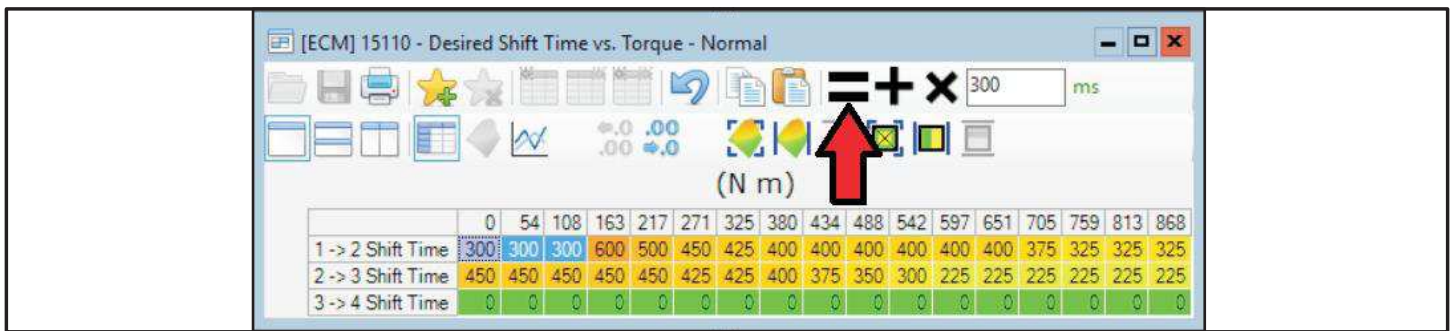 [ECM] 15110 - Desired Shift Time vs. Torque - Normal
300 ms
.0 .00
.00 .0
(N m)
0 54 108 163 217 271 325 380 434 488 542 597 651 705 759 813 868
1 -> 2 Shift Time 300 300 300 600 500 450 425 400 400 400 400 400 400 375 325 325 325
2 -> 3 Shift Time 450 450 450 450 450 425 425 400 375 350 300 225 225 225 225 225 225
3 -> 4 Shift Time 0 0 0 0 0 0 0 0 0 0 0 0 0 0 0 0 0